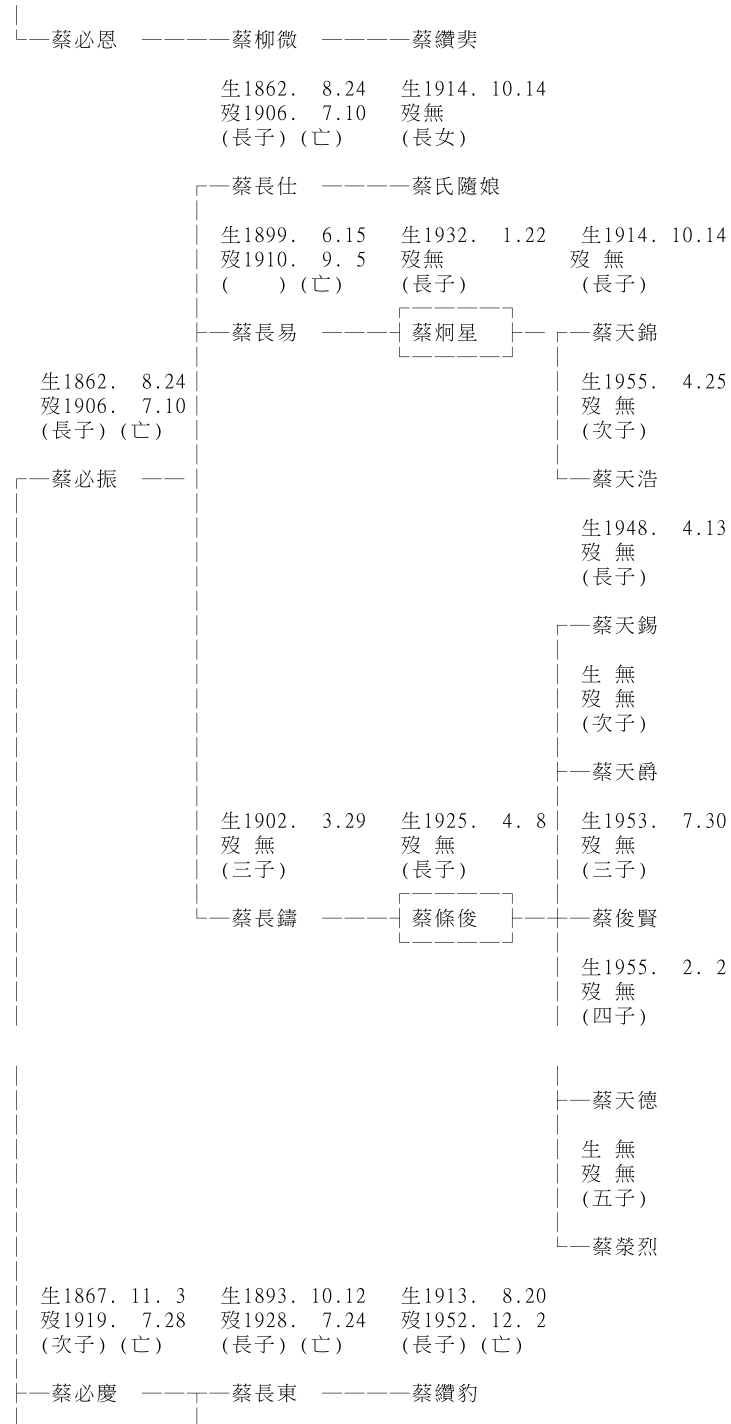 蔡必恩 蔡柳微 蔡纘棐
生1862. 8.24 生1914. 10.14
歿1906. 7.10 歿無
(長子)(亡) (長女)
蔡長仕 蔡氏隨娘
生1899. 6.15 生1932. 1.22 生1914. 10.14
歿1910. 9. 5 歿無 歿 無
( )(亡) (長子) (長子)
蔡長易 蔡炯星 蔡天錦
生1862. 8.24 生1955. 4.25
歿1906. 7.10 歿 無
(長子)(亡) (次子)
蔡必振 蔡天浩
生1948. 4.13
歿 無
(長子)
蔡天錫
生 無
歿 無
(次子)
蔡天爵
生1902. 3.29 生1925. 4. 8 生1953. 7.30
歿 無 歿 無 歿 無
(三子) (長子) (三子)
蔡長鑄 蔡條俊 蔡俊賢
生1955. 2. 2
歿 無
(四子)
蔡天德
生 無
歿 無
(五子)
蔡榮烈
生1867. 11. 3 生1893. 10.12 生1913. 8.20
歿1919. 7.28 歿1928. 7.24 歿1952. 12. 2
(次子)(亡) (長子)(亡) (長子)(亡)
蔡必慶 蔡長東 蔡纘豹